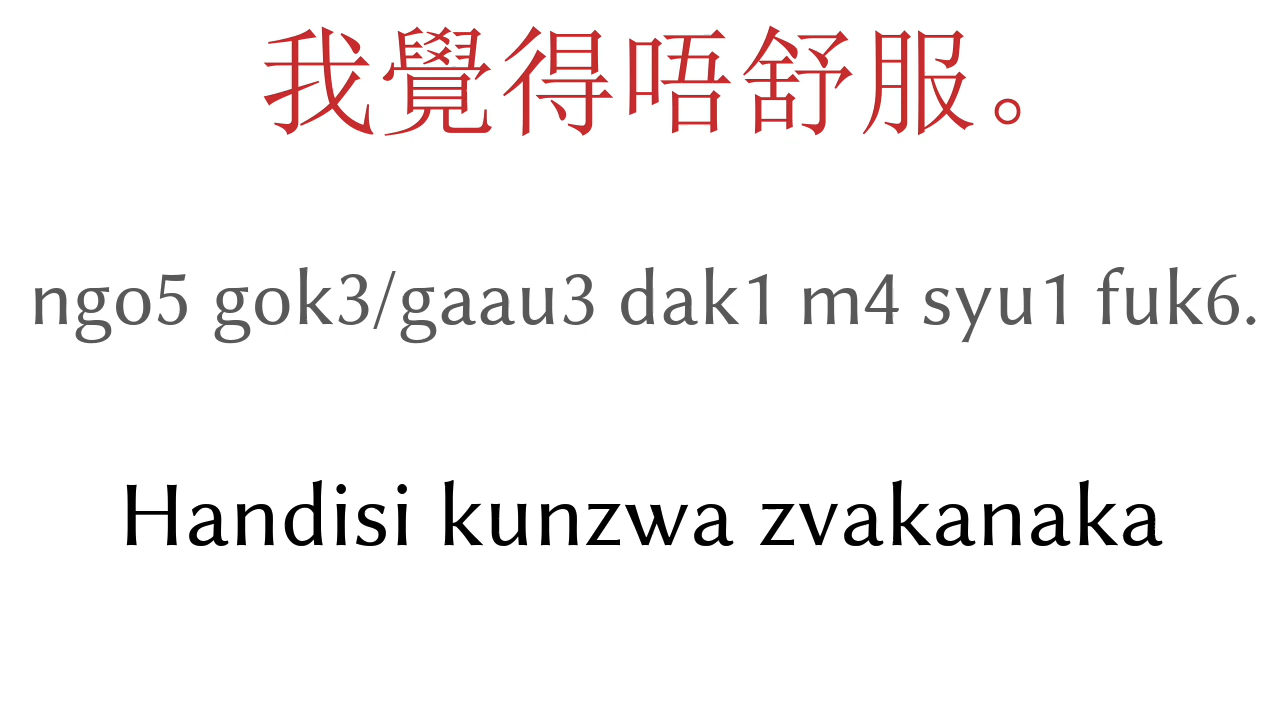 我覺得唔舒服。
ngo5 gok3/gaau3 dak1 m4 syu1 fuk6.
Handisi kunzwa zvakanaka